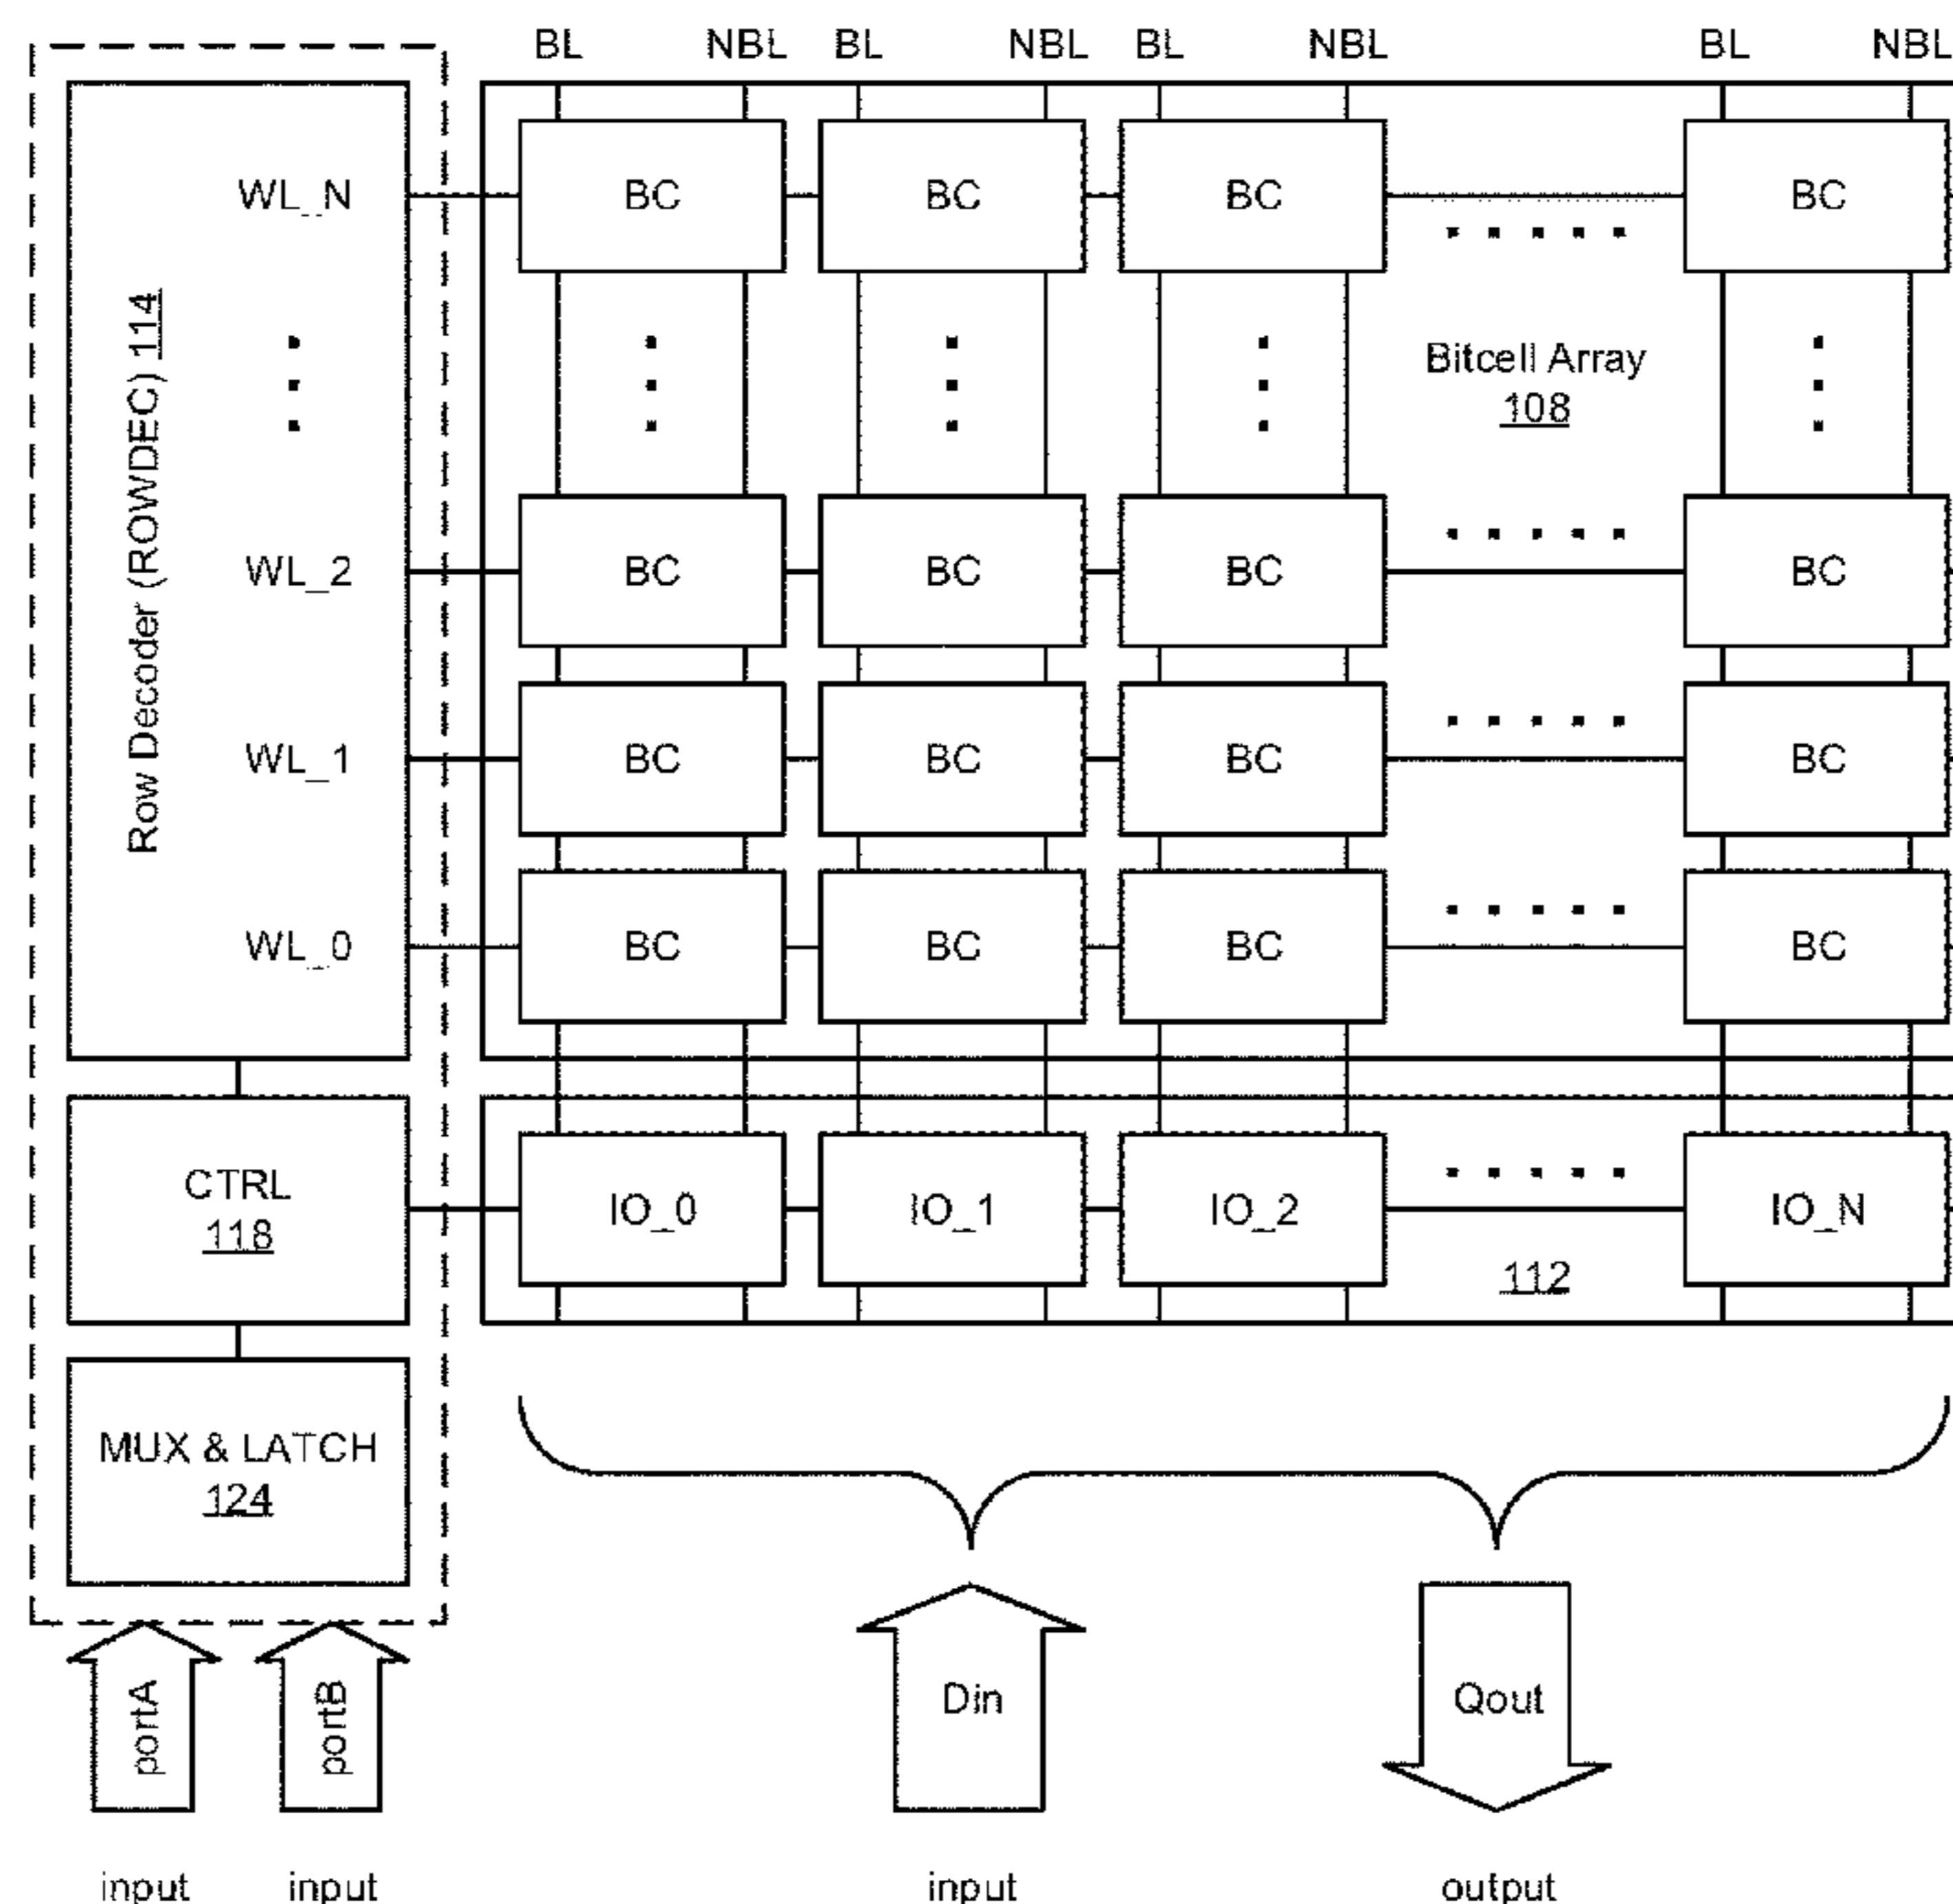 BL NBL BL NBL BL NBL BL NBL
Row Decoder (ROWDEC) 114
WL_N BC BC BC BC
Bitcell Array
108
WL_2 BC BC BC BC
WL_1 BC BC BC BC
WL_0 BC BC BC BC
CTRL
118
IO_0 IO_1 IO_2 IO_N
112
MUX & LATCH
124
portA portB Din Qout
input input input output